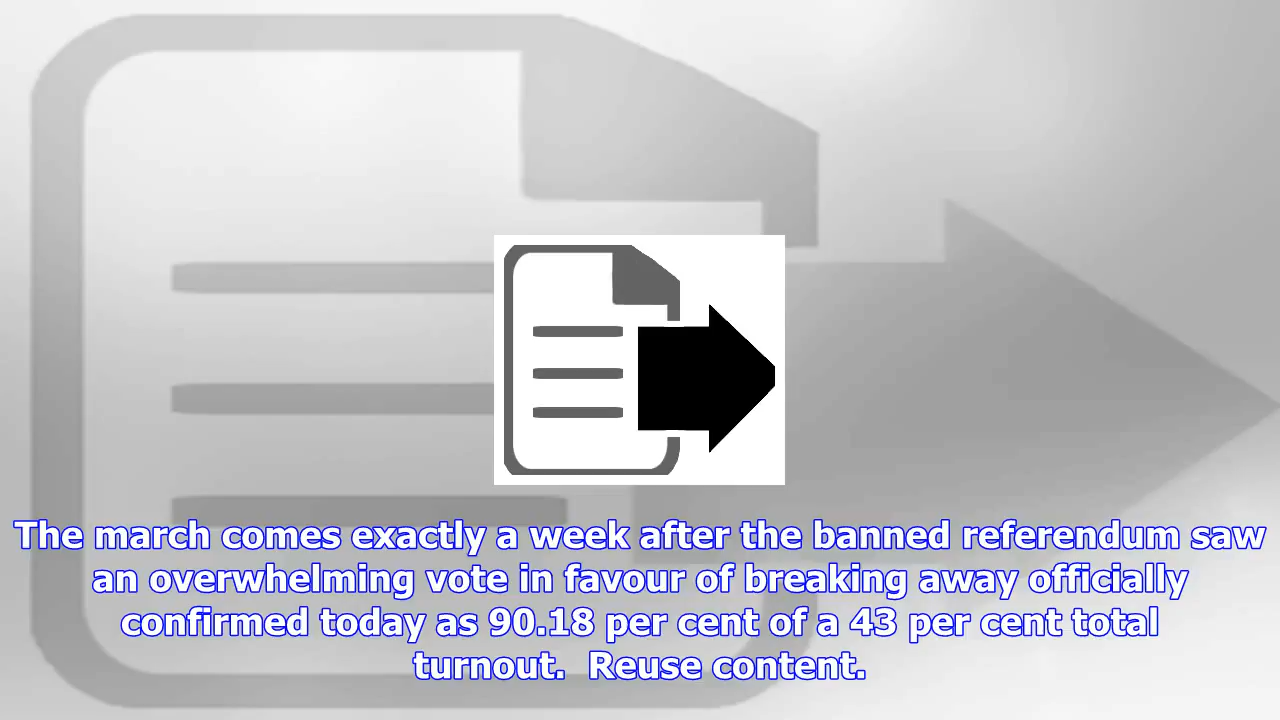 The march comes exactly a week after the banned referendum saw
an overwhelming vote in favour of breaking away officially
confirmed today as 90.18 per cent of a 43 per cent total
turnout.  Reuse content.